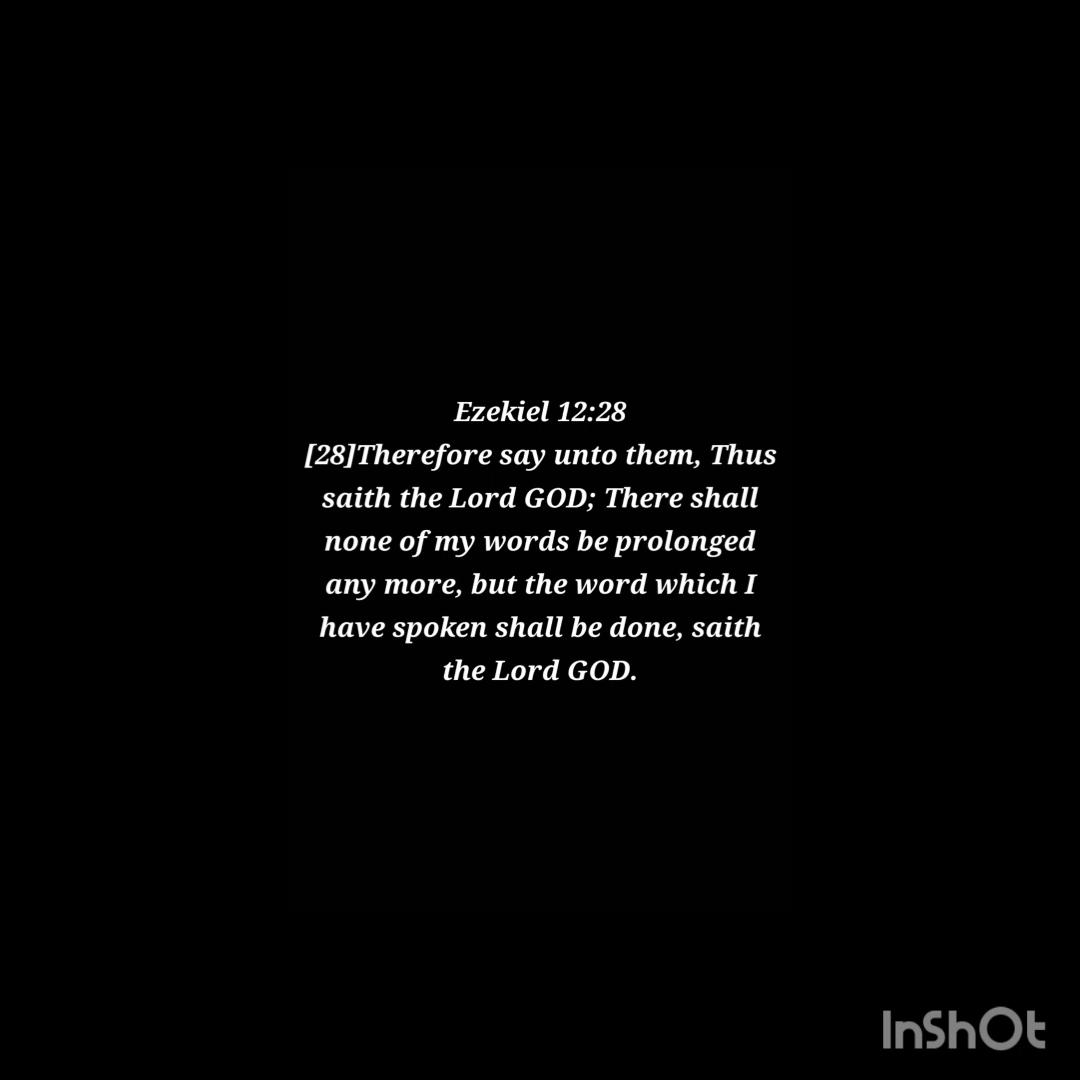 Ezekiel 12:28
[28]Therefore say unto them, Thus
saith the Lord GOD; There shall
none of my words be prolonged
any more, but the word which I
have spoken shall be done, saith
the Lord GOD.
InShOt